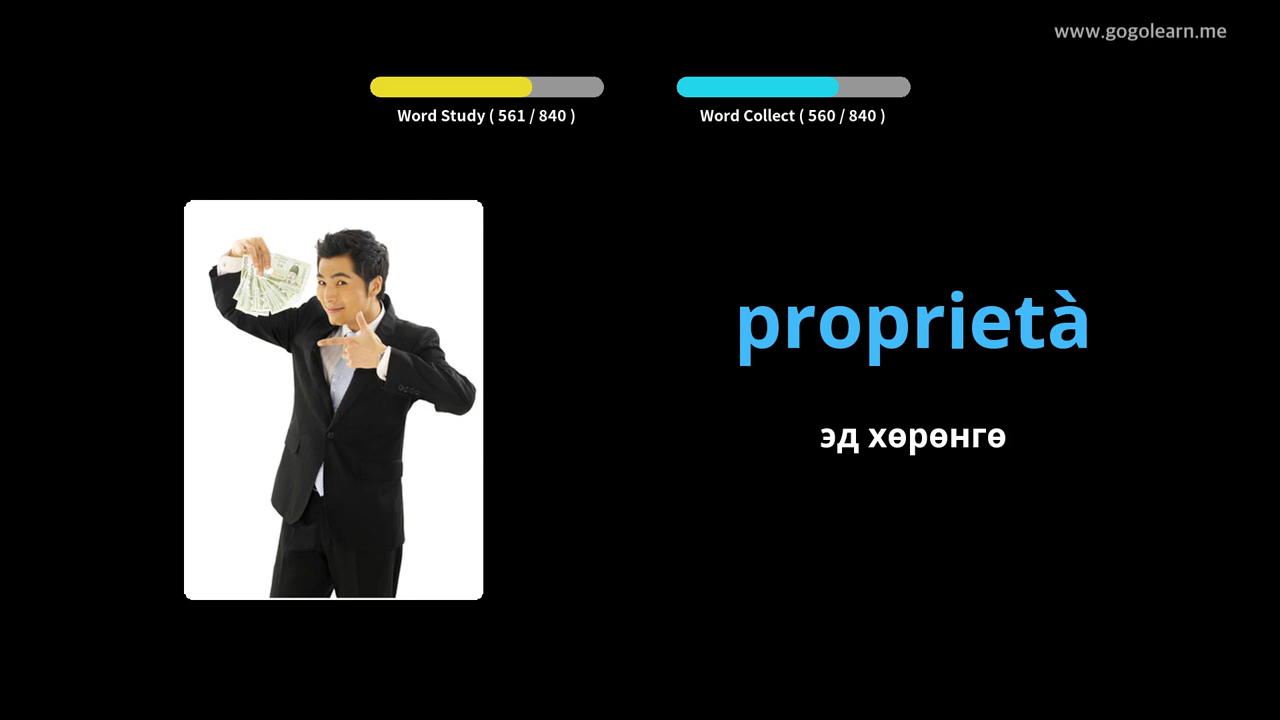 www.gogolearn.me
Word Study ( 561 / 840 )
Word Collect ( 560 / 840 )
proprietà
эд хөрөнгө